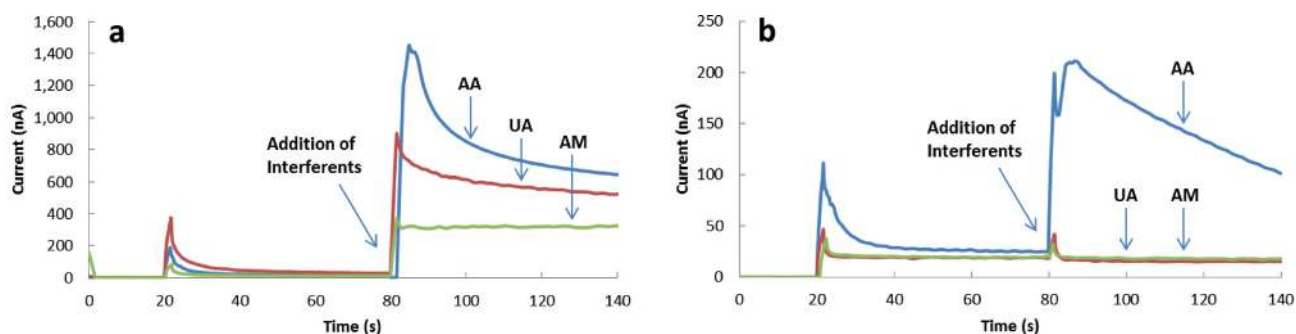 a
1,600
1,400
1,200
1,000
800
600
400
200
0
Current (nA)
0 20 40 60 80 100 120 140
Time (s)
Addition of
Interferents
AA
UA
AM
b
250
200
150
100
50
0
Current (nA)
0 20 40 60 80 100 120 140
Time (s)
Addition of
Interferents
AA
UA
AM